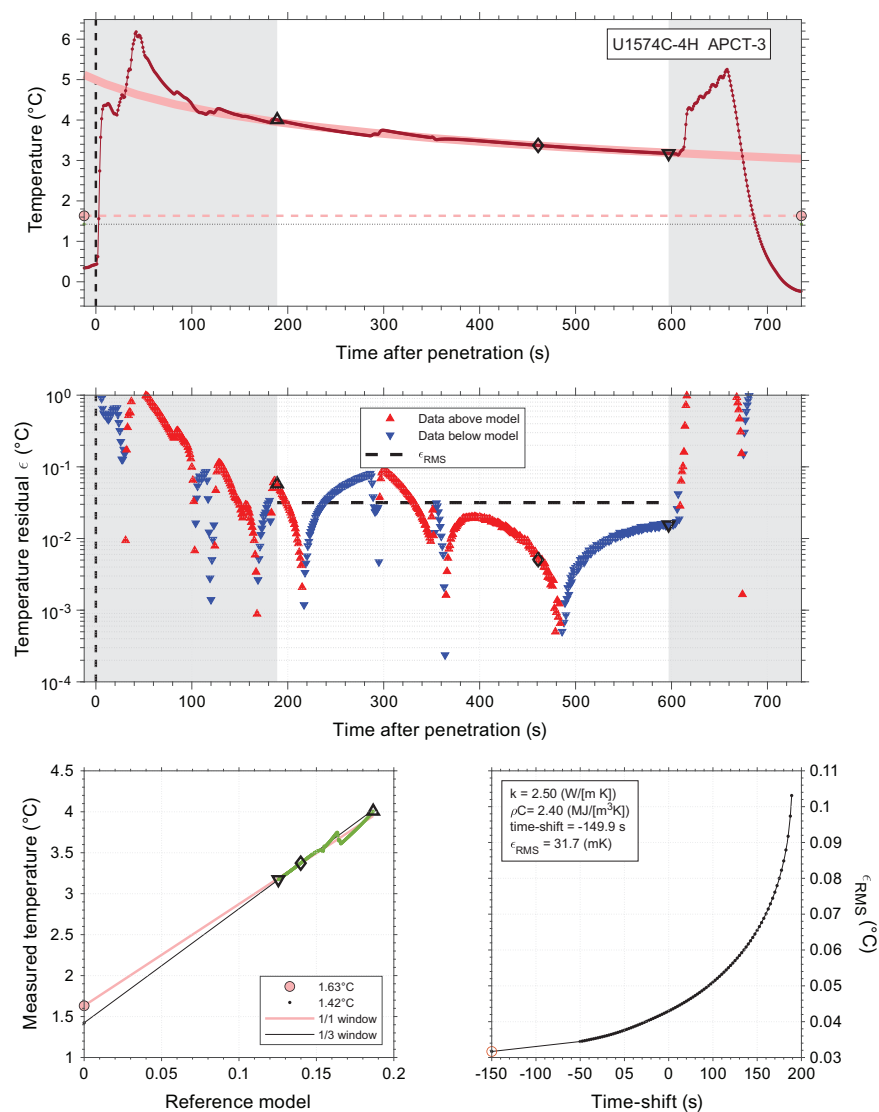 U1574C-4H APCT-3
6
5
4
3
2
1
0
Temperature (°C)
0 100 200 300 400 500 600 700
Time after penetration (s)
10⁰
10⁻¹
10⁻²
10⁻³
10⁻⁴
Temperature residual ϵ (°C)
Data above model
Data below model
ϵRMS
0 100 200 300 400 500 600 700
Time after penetration (s)
4.5
4
3.5
3
2.5
2
1.5
1
Measured temperature (°C)
1.63°C
1.42°C
1/1 window
1/3 window
0 0.05 0.1 0.15 0.2
Reference model
k = 2.50 (W/[m K])
ρC= 2.40 (MJ/[m³K])
time-shift = -149.9 s
ϵRMS = 31.7 (mK)
0.11
0.1
0.09
0.08
0.07
0.06
0.05
0.04
0.03
ϵRMS (°C)
-150 -100 -50 05 00 150 150 200
Time-shift (s)